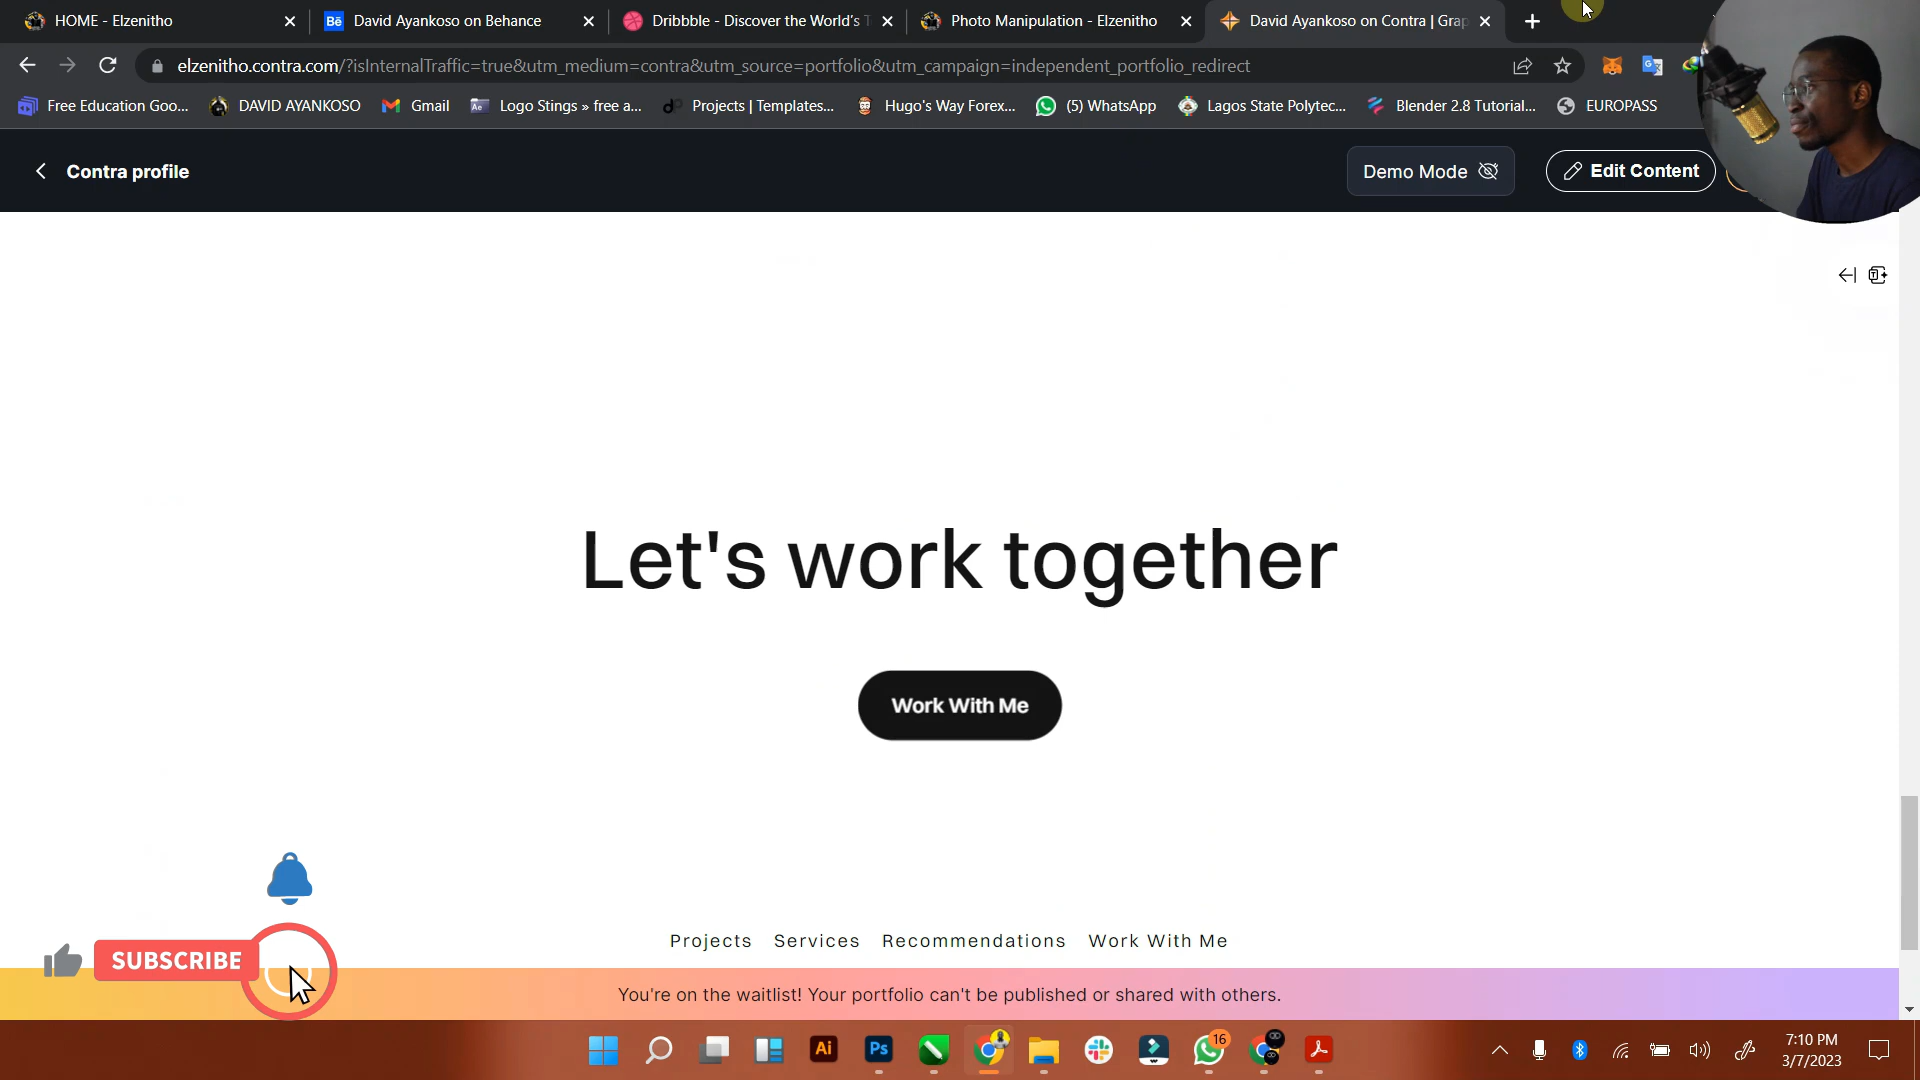 HOME - Elzenitho
Bē David Ayankoso on Behance
Dribbble - Discover the World's
Photo Manipulation - Elzenitho
David Ayankoso on Contra | Grap
elzenitho.contra.com/?isInternalTraffic=true&utm_medium=contra&utm_source=portfolio&utm_campaign=independent_portfolio_redirect
Free Education Goo...
DAVID AYANKOSO
Gmail
Ae Logo Stings » free a...
Projects | Templates...
Hugo's Way Forex...
(5) WhatsApp
Lagos State Polytec...
Blender 2.8 Tutorial...
EUROPASS
Contra profile
Demo Mode
Edit Content
Let's work together
Work With Me
Projects Services Recommendations Work With Me
SUBSCRIBE
You're on the waitlist! Your portfolio can't be published or shared with others.
Ai
Ps
16
7:10 PM
3/7/2023